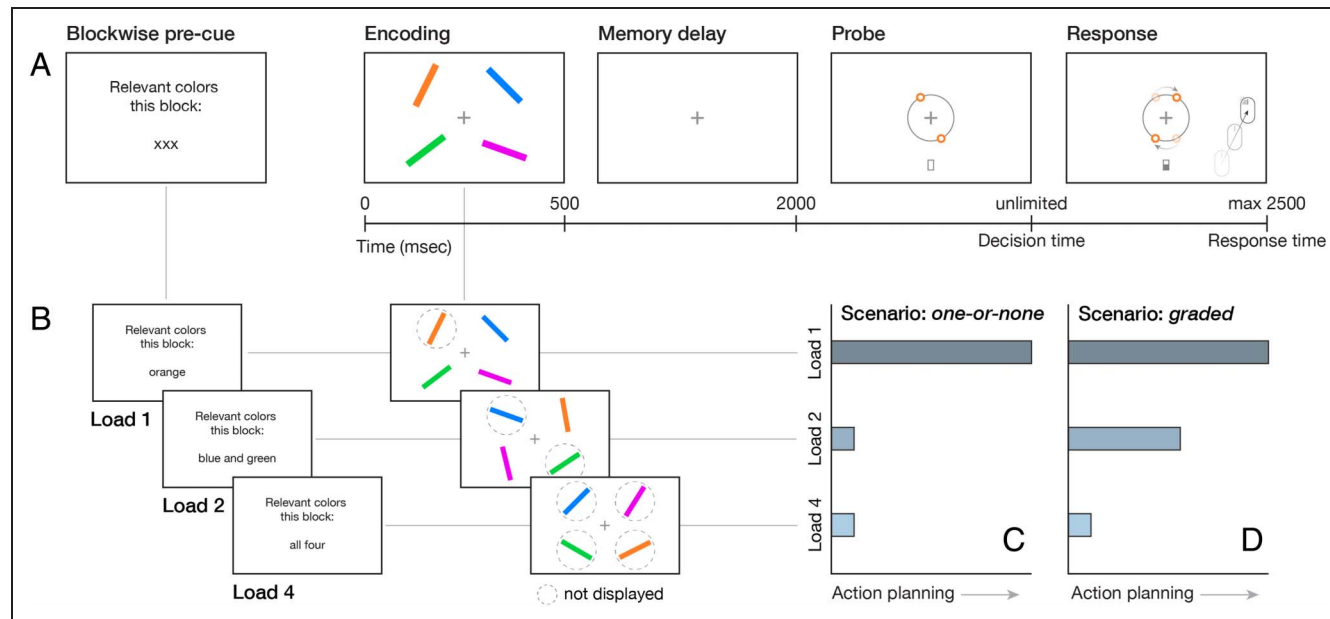 Blockwise pre-cue
Encoding
Memory delay
Probe
Response
A
Relevant colors
this block:
xxx
0
500
2000
unlimited
max 2500
Time (msec)
Decision time
Response time
B
Relevant colors
this block:
orange
Load 1
Relevant colors
this block:
blue and green
Load 2
Relevant colors
this block:
all four
Load 4
not displayed
Scenario: one-or-none
Load 1
Load 2
Load 4
C
Action planning
Scenario: graded
D
Action planning